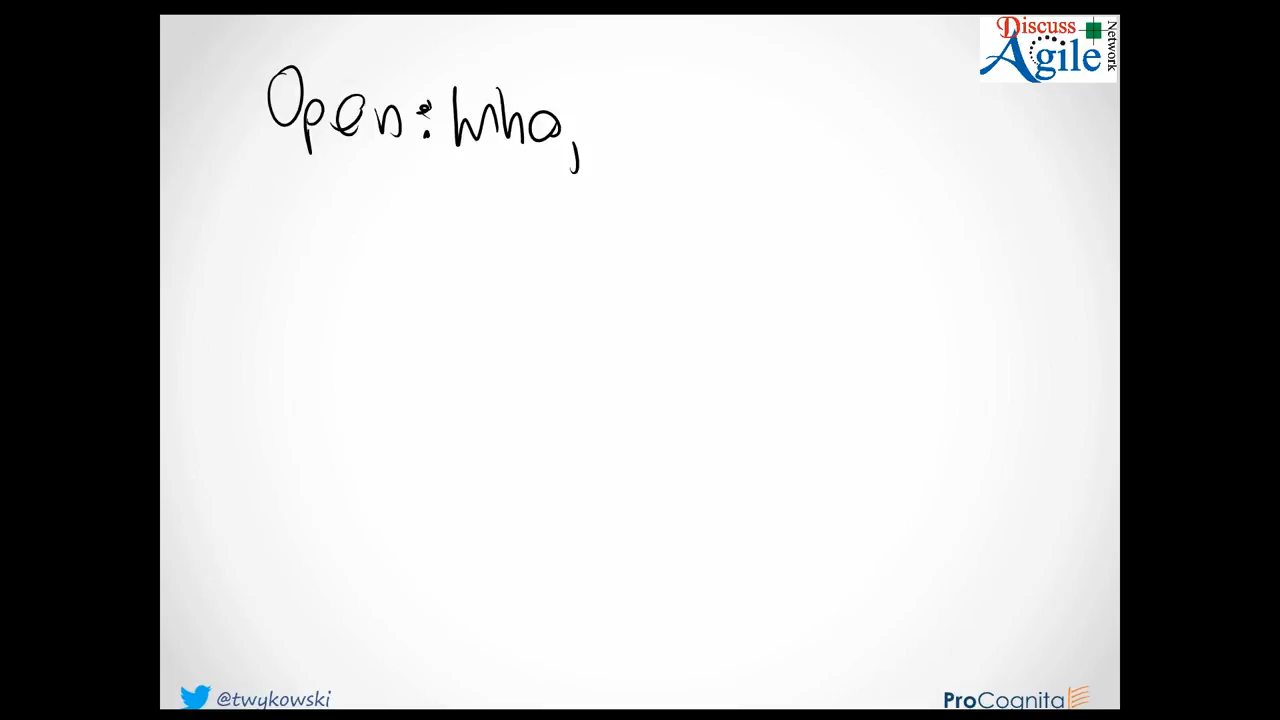 Discuss
Agile
Network
Open: Who,
@twykowski
ProCognita